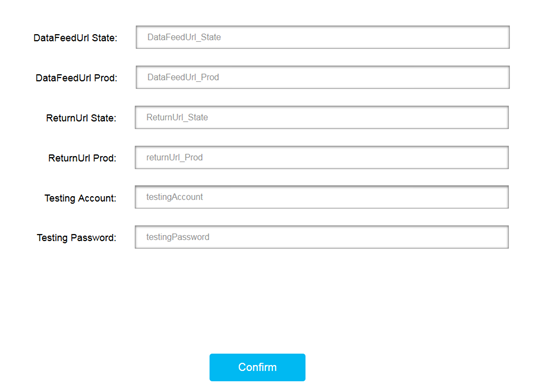 DataFeedUrl State: DataFeedUrl_State
DataFeedUrl Prod: DataFeedUrl_Prod
ReturnUrl State: ReturnUrl_State
ReturnUrl Prod: returnUrl_Prod
Testing Account: testingAccount
Testing Password: testingPassword
Confirm